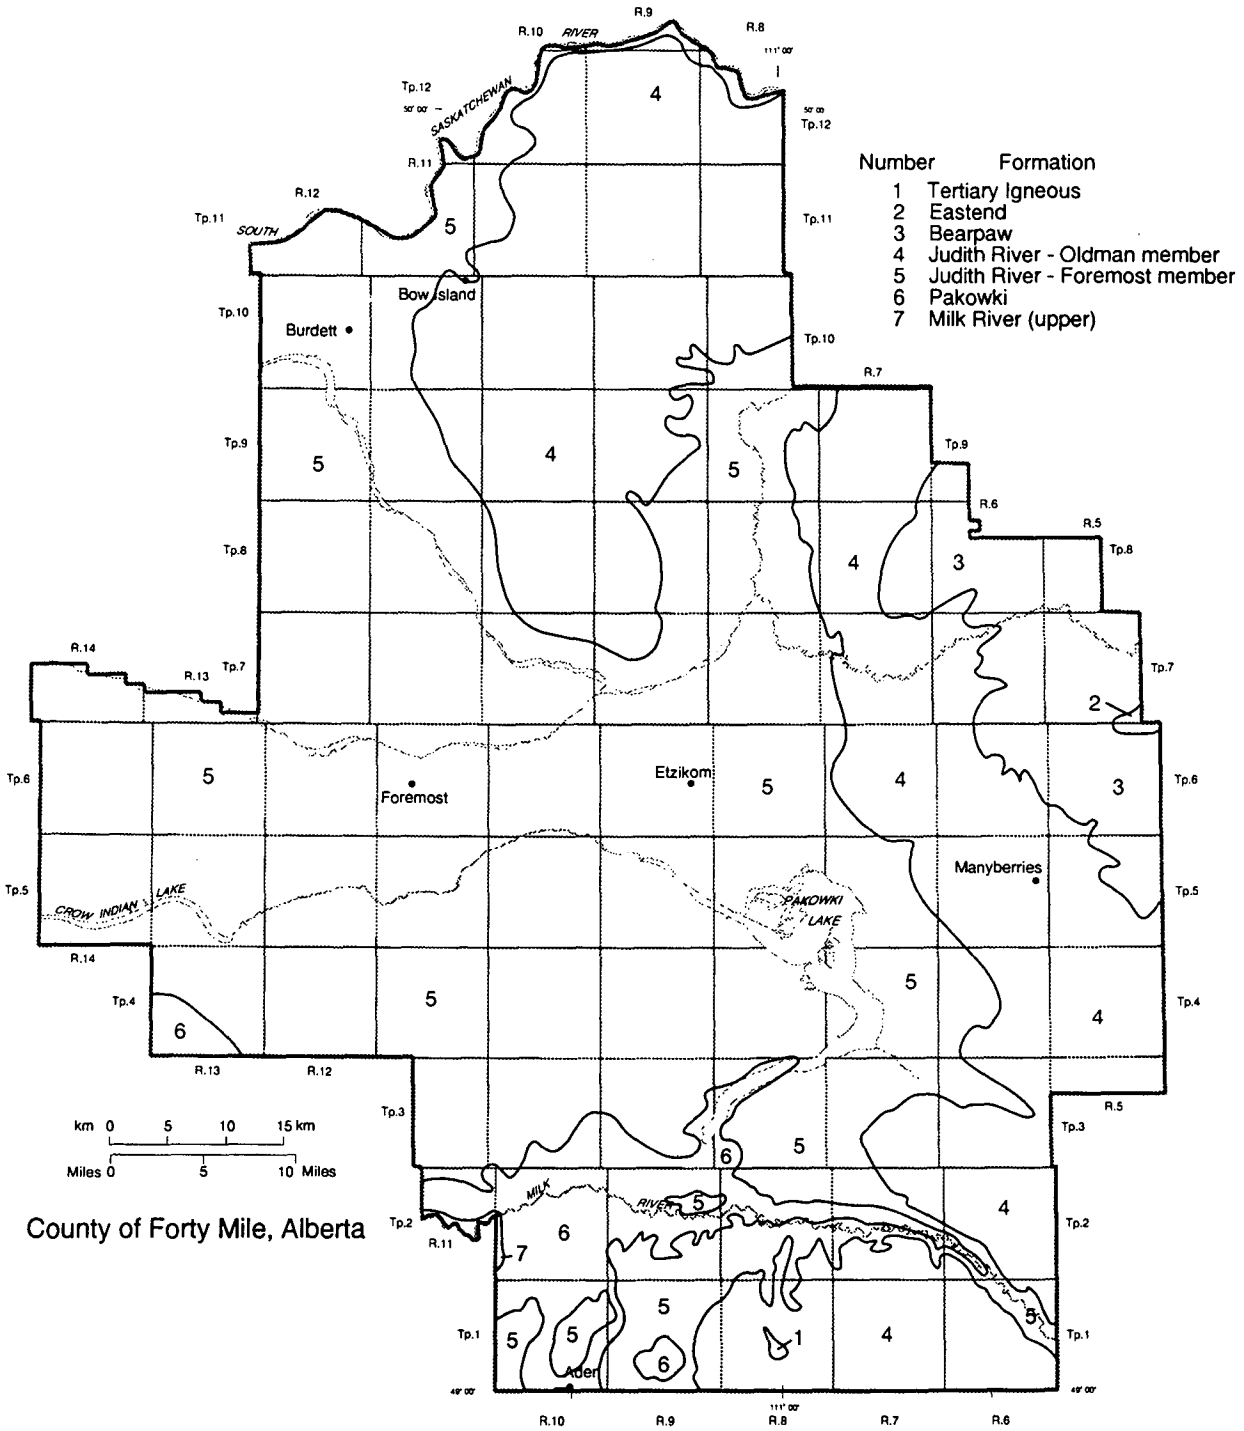 R.9
R.10
RIVER
R.8
111° 00'
Tp.12
50° 00'
SASKATCHEWAN
4
50° 00
Tp.12
R.11
R.12
Tp.11
SOUTH
5
Tp.11
Number Formation
1 Tertiary Igneous
2 Eastend
3 Bearpaw
4 Judith River - Oldman member
5 Judith River - Foremost member
6 Pakowki
7 Milk River (upper)
Bow Island
Tp.10
Burdett
Tp.10
R.7
Tp.9
5
4
5
Tp.9
R.6
R.5
Tp.8
4
3
Tp.8
R.14
R.13
Tp.7
Tp.7
2
Tp.6
5
Foremost
Etzikom
5
4
3
Tp.6
Manyberries
Tp.5
CROW INDIAN LAKE
PAKOWKI
LAKE
Tp.5
R.14
Tp.4
6
5
5
4
Tp.4
R.13
R.12
R.5
km 0 5 10 15 km
Miles 0 5 10 Miles
Tp.3
6
5
Tp.3
County of Forty Mile, Alberta
Tp.2
R.11
MILK
RIVER
5
6
4
Tp.2
7
Tp.1
5
5
5
6
1
4
5
Tp.1
Aden
49° 00'
49° 00'
111° 00'
R.10
R.9
R.8
R.7
R.6